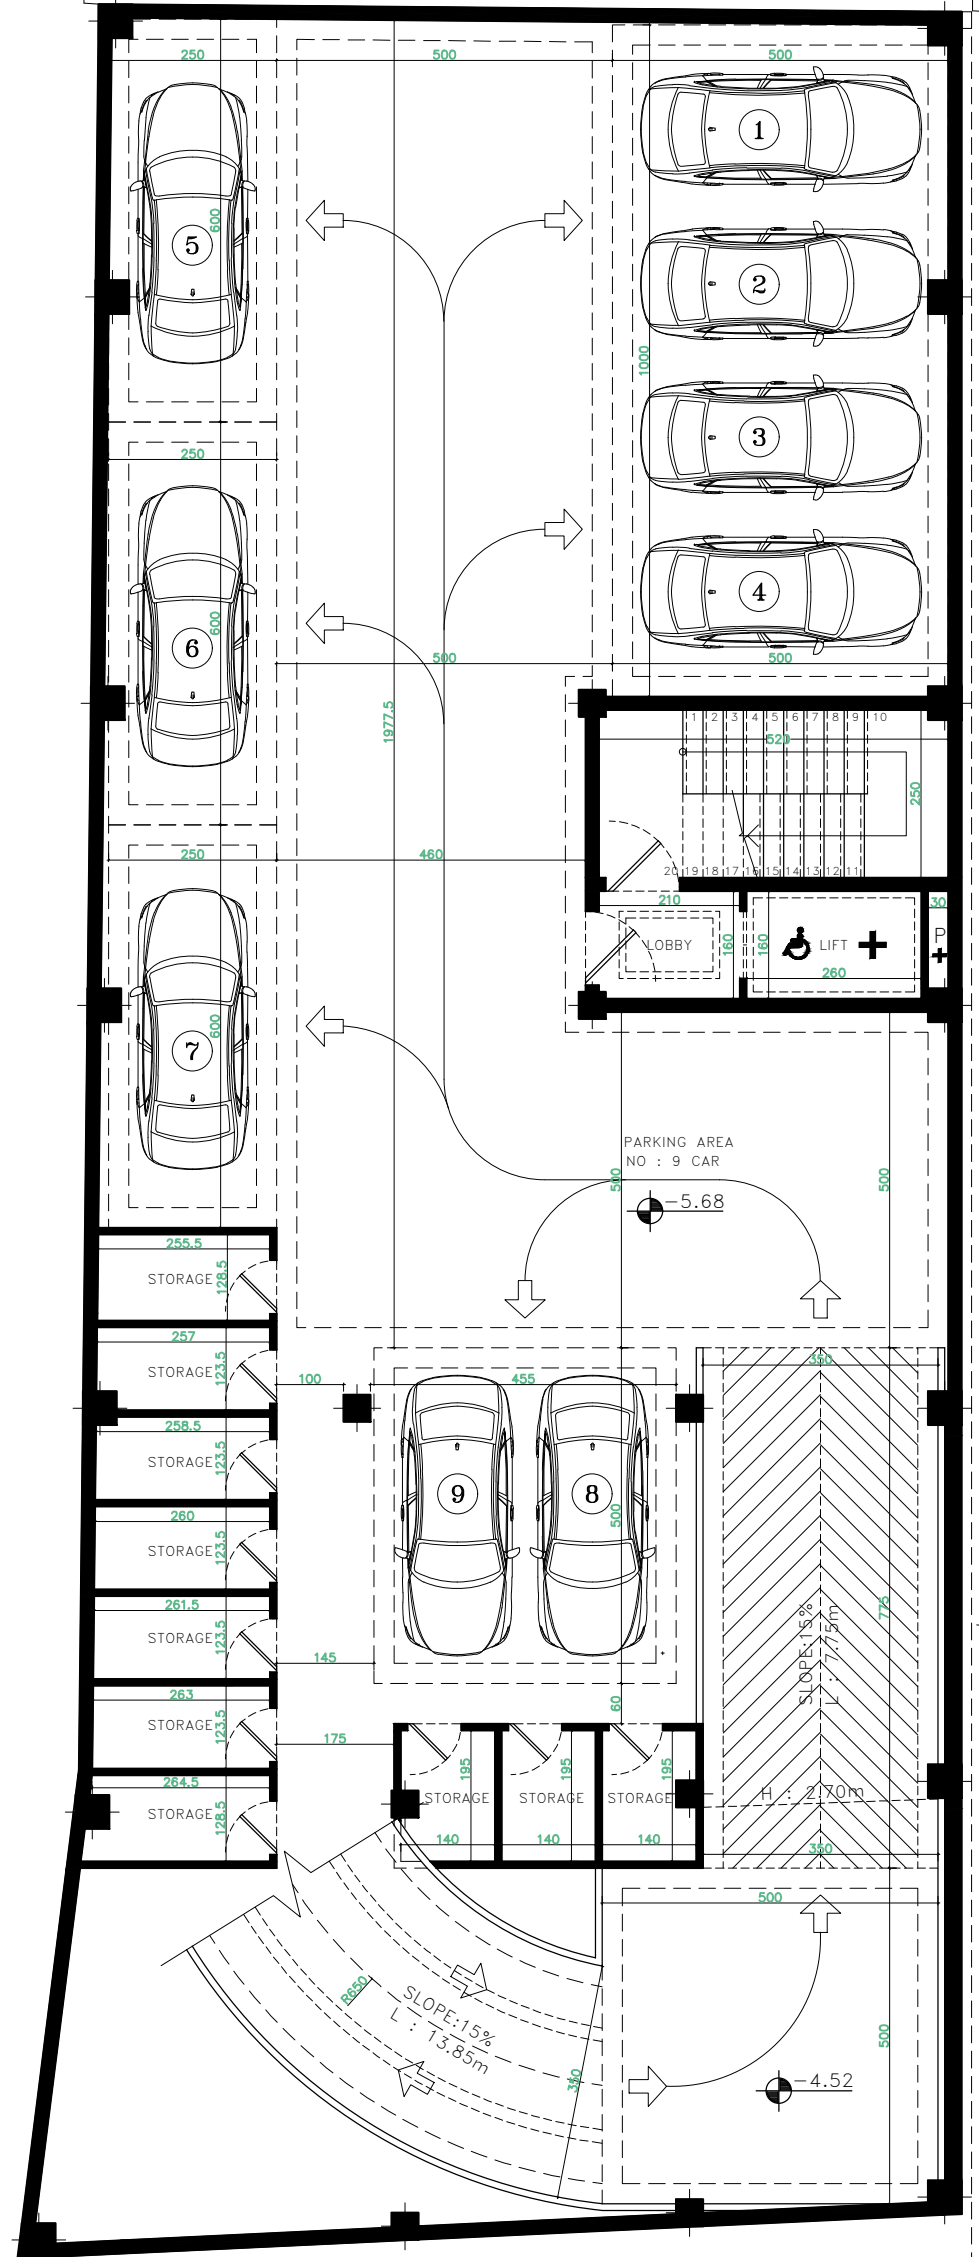 250
500
500
1
600
5
2
1000
3
250
4
600
6
500
500
1977.5
1 2 3 4 5 6 7 8 9 10
520
250
250
460
20 19 18 17 16 15 14 13 12 11
210
30
LOBBY
160
160
LIFT
P
260
600
7
PARKING AREA
NO : 9 CAR
500
500
-5.68
255.5
STORAGE
128.5
257
350
STORAGE
123.5
100
455
258.5
STORAGE
123.5
9
8
500
260
STORAGE
123.5
261.5
775
STORAGE
123.5
SLOPE:15%
L : 7.75m
145
263
60
STORAGE
123.5
175
264.5
195
195
195
STORAGE
STORAGE
STORAGE
H : 2.70m
STORAGE
128.5
140
140
140
350
500
R650
SLOPE:15%
L : 13.85m
500
350
-4.52